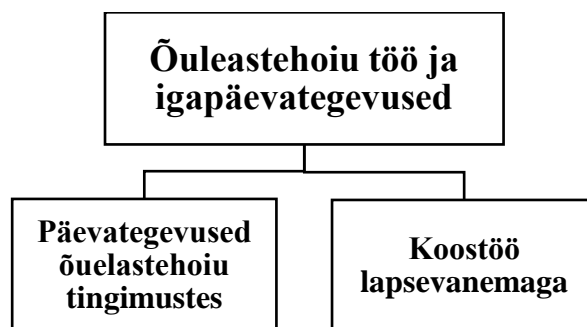 Õuleastehoiu töö ja
igapäevategevused
Päevategevused
õuelastehoiu
tingimustes
Koostöö
lapsevanemaga